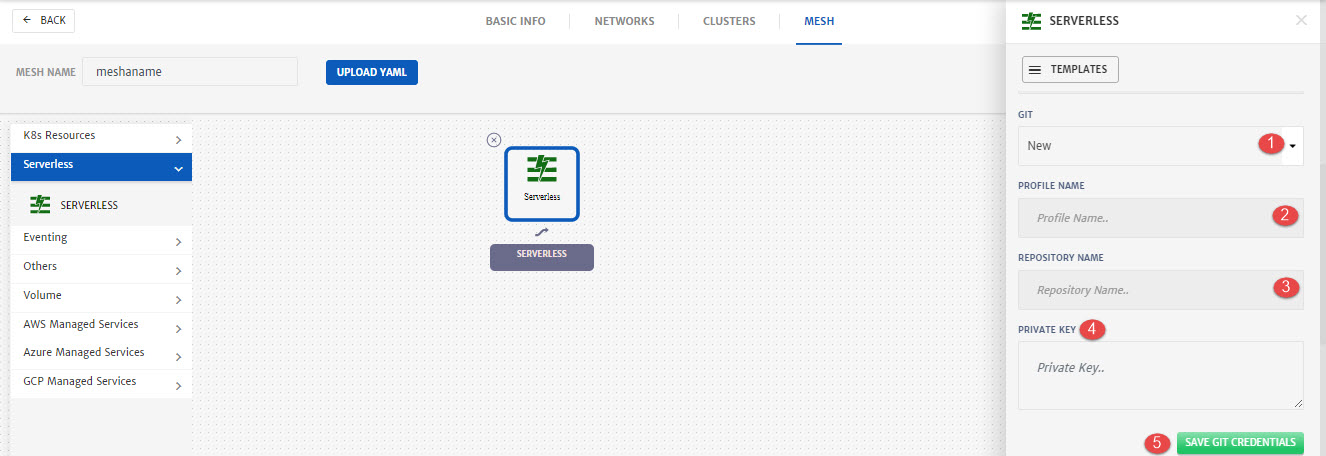 BACK
BASIC INFO
NETWORKS
CLUSTERS
MESH
MESH NAME
meshaname
UPLOAD YAML
K8s Resources
Serverless
SERVERLESS
Eventing
Others
Volume
AWS Managed Services
Azure Managed Services
GCP Managed Services
Serverless
SERVERLESS
SERVERLESS
TEMPLATES
GIT
New
1
PROFILE NAME
Profile Name..
2
REPOSITORY NAME
Repository Name..
3
PRIVATE KEY 4
Private Key..
5 SAVE GIT CREDENTIALS